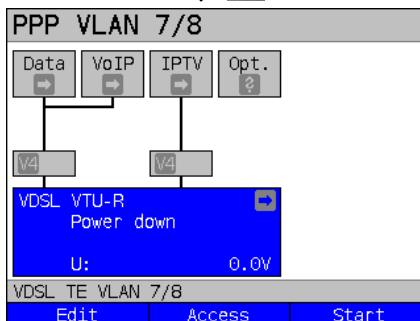 PPP VLAN 7/8
Data VoIP IPTV Opt.
?
V4 V4
VDSL VTU-R
Power down
U: 0.0V
VDSL TE VLAN 7/8
Edit Access Start